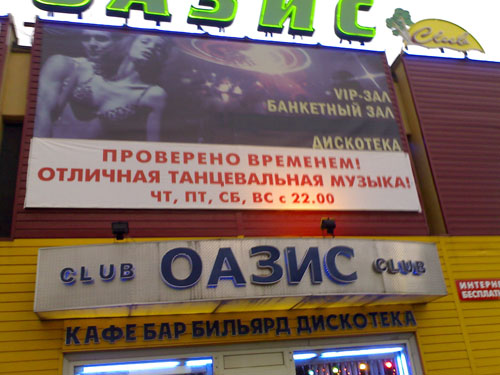 ОАЗИС
Club
VIP-ЗАЛ
БАНКЕТНЫЙ ЗАЛ
ДИСКОТЕКА
ПРОВЕРЕНО ВРЕМЕНЕМ!
ОТЛИЧНАЯ ТАНЦЕВАЛЬНАЯ МУЗЫКА!
ЧТ, ПТ, СБ, ВС с 22.00
CLUB ОАЗИС CLUB
ИНТЕРН
БЕСПЛАТ
КАФЕ БАР БИЛЬЯРД ДИСКОТЕКА